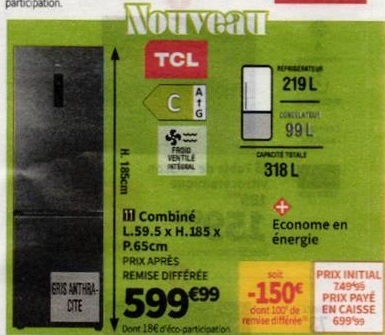 participation.
Nouveau
TCL
C
A
↑
G
FROID
VENTILÉ
INTÉGRAL
RÉFRIGÉRATEUR
219 L
CONGÉLATEUR
99 L
CAPACITÉ TOTALE
318 L
H. 185cm
GRIS ANTHRA-
CITE
11 Combiné
L.59.5 x H.185 x
P.65cm
PRIX APRÈS
REMISE DIFFÉRÉE
599€99
Dont 18€ d'éco-participation
+
Econome en
énergie
soit
-150€
dont 100€ de
remise différée
PRIX INITIAL
749€99
PRIX PAYÉ
EN CAISSE
699€99